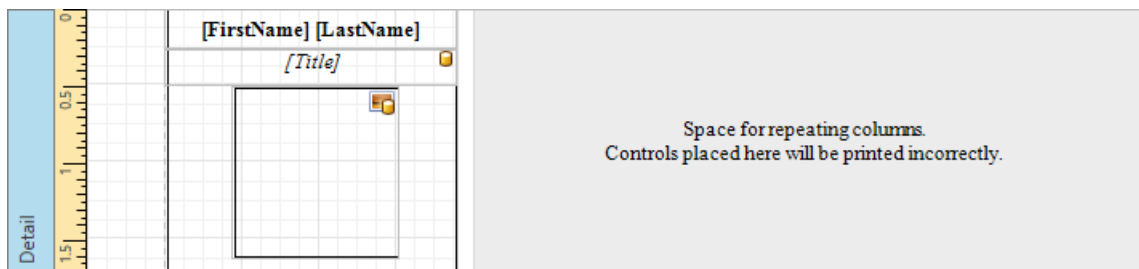 0
[FirstName] [LastName]
[Title]
0.5
Space for repeating columns.
Controls placed here will be printed incorrectly.
1
Detail
1.5